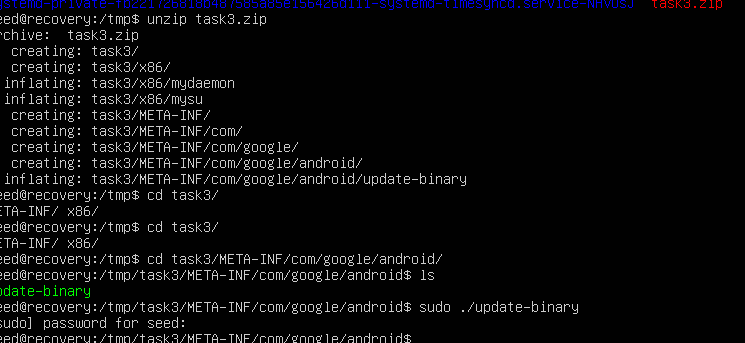 task3.zip
eed@recovery:/tmp$ unzip task3.zip
rchive:  task3.zip
creating: task3/
creating: task3/x86/
inflating: task3/x86/mydaemon
inflating: task3/x86/mysu
creating: task3/META-INF/
creating: task3/META-INF/com/
creating: task3/META-INF/com/google/
creating: task3/META-INF/com/google/android/
inflating: task3/META-INF/com/google/android/update-binary
eed@recovery:/tmp$ cd task3/
ETA-INF/ x86/
eed@recovery:/tmp$ cd task3/
ETA-INF/ x86/
eed@recovery:/tmp$ cd task3/META-INF/com/google/android/
eed@recovery:/tmp/task3/META-INF/com/google/android$ ls
pdate-binary
eed@recovery:/tmp/task3/META-INF/com/google/android$ sudo ./update-binary
sudo] password for seed:
eed@recovery:/tmp/task3/META-INF/com/google/android$